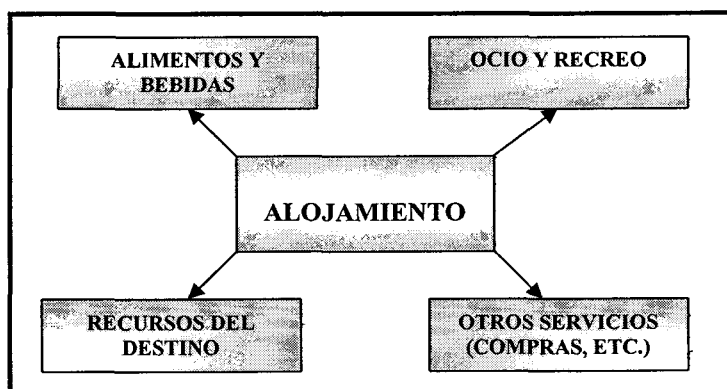 ALIMENTOS Y
BEBIDAS
OCIO Y RECREO
ALOJAMIENTO
RECURSOS DEL
DESTINO
OTROS SERVICIOS
(COMPRAS, ETC.)